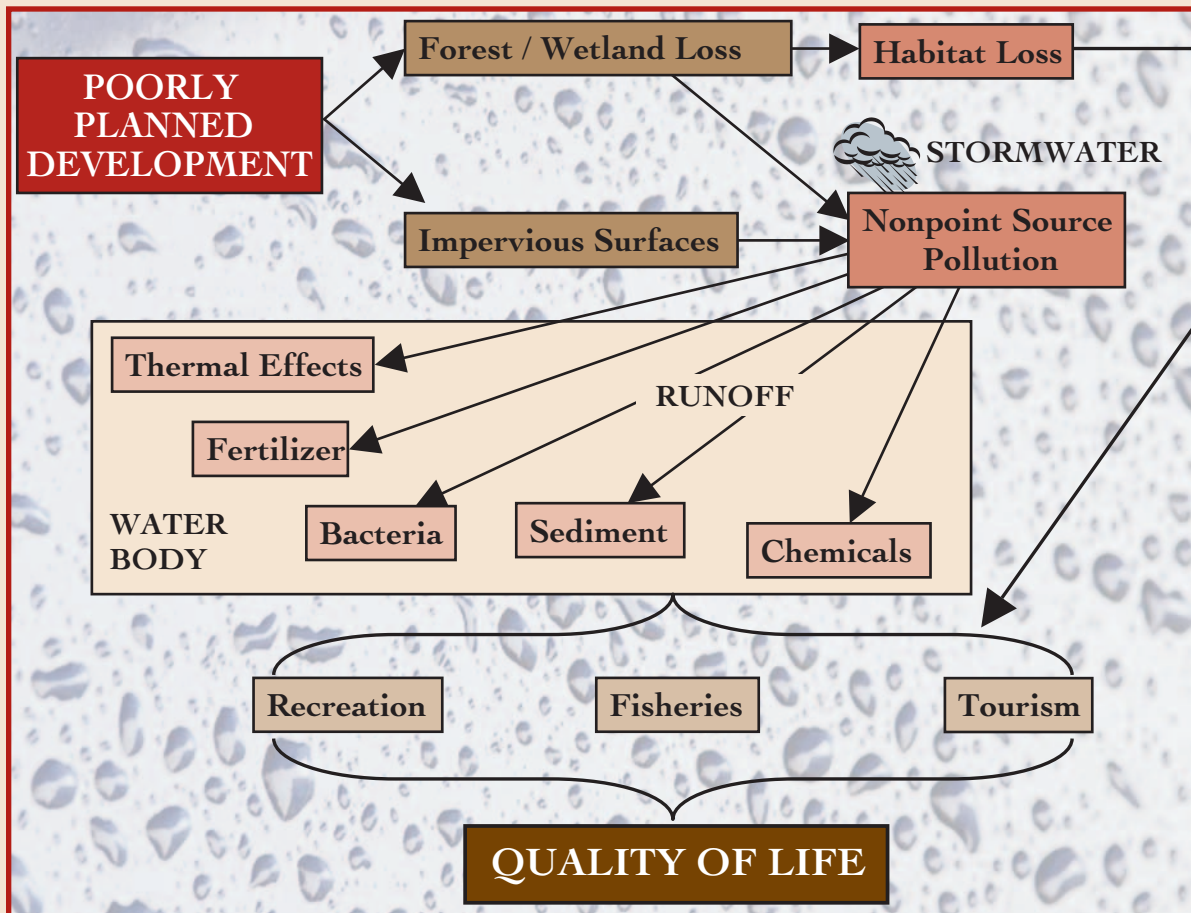 POORLY
PLANNED
DEVELOPMENT
Forest / Wetland Loss
Habitat Loss
STORMWATER
Impervious Surfaces
Nonpoint Source
Pollution
Thermal Effects
RUNOFF
Fertilizer
WATER
BODY
Bacteria
Sediment
Chemicals
Recreation
Fisheries
Tourism
QUALITY OF LIFE